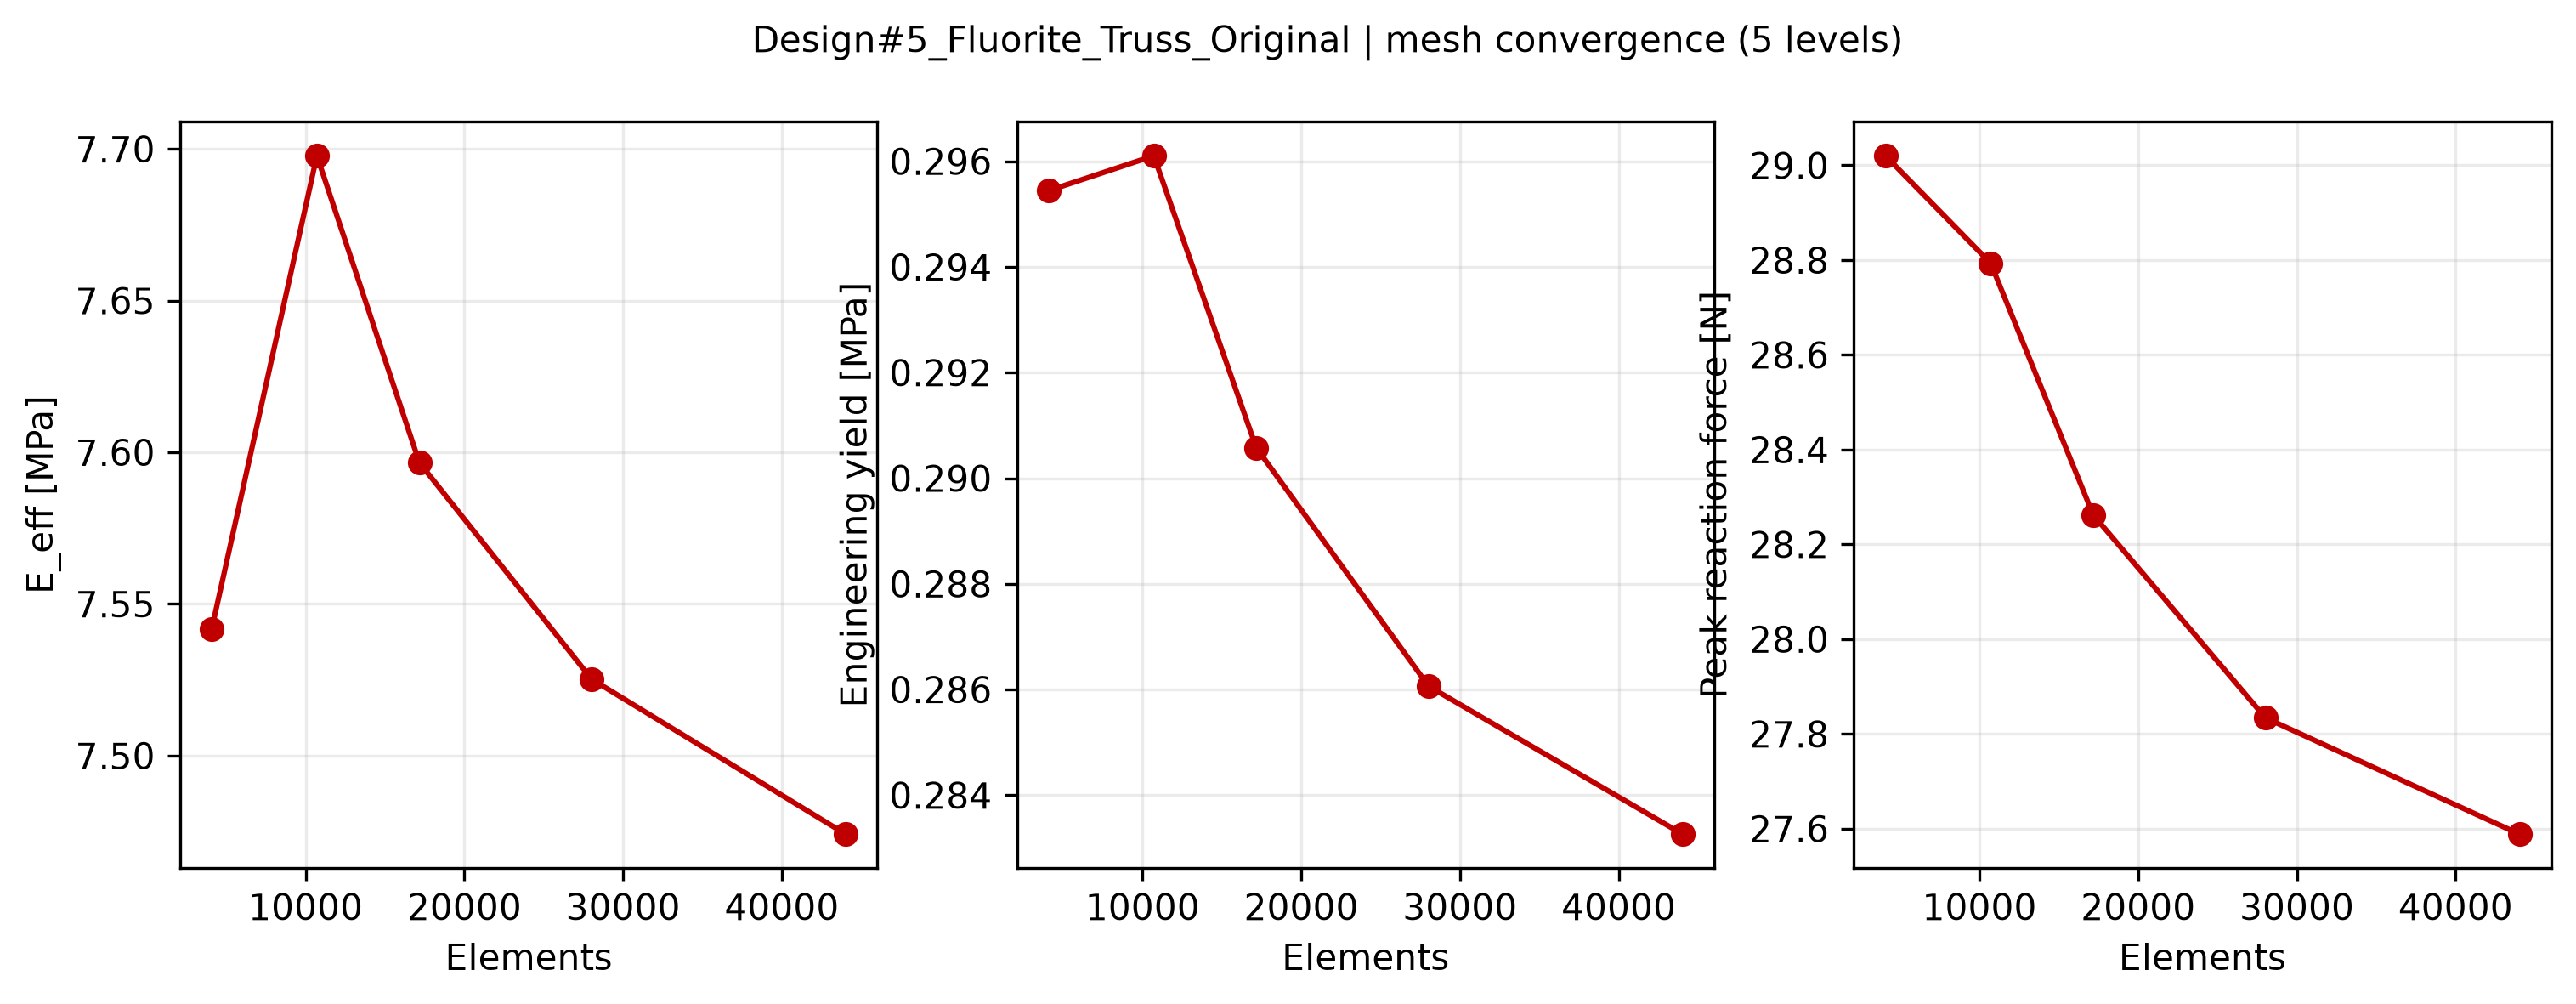 Design#5_Fluorite_Truss_Original | mesh convergence (5 levels)
E_eff [MPa]
7.70
7.65
7.60
7.55
7.50
10000 20000 30000 40000
Elements
Engineering yield [MPa]
0.296
0.294
0.292
0.290
0.288
0.286
0.284
10000 20000 30000 40000
Elements
Peak reaction force [N]
29.0
28.8
28.6
28.4
28.2
28.0
27.8
27.6
10000 20000 30000 40000
Elements